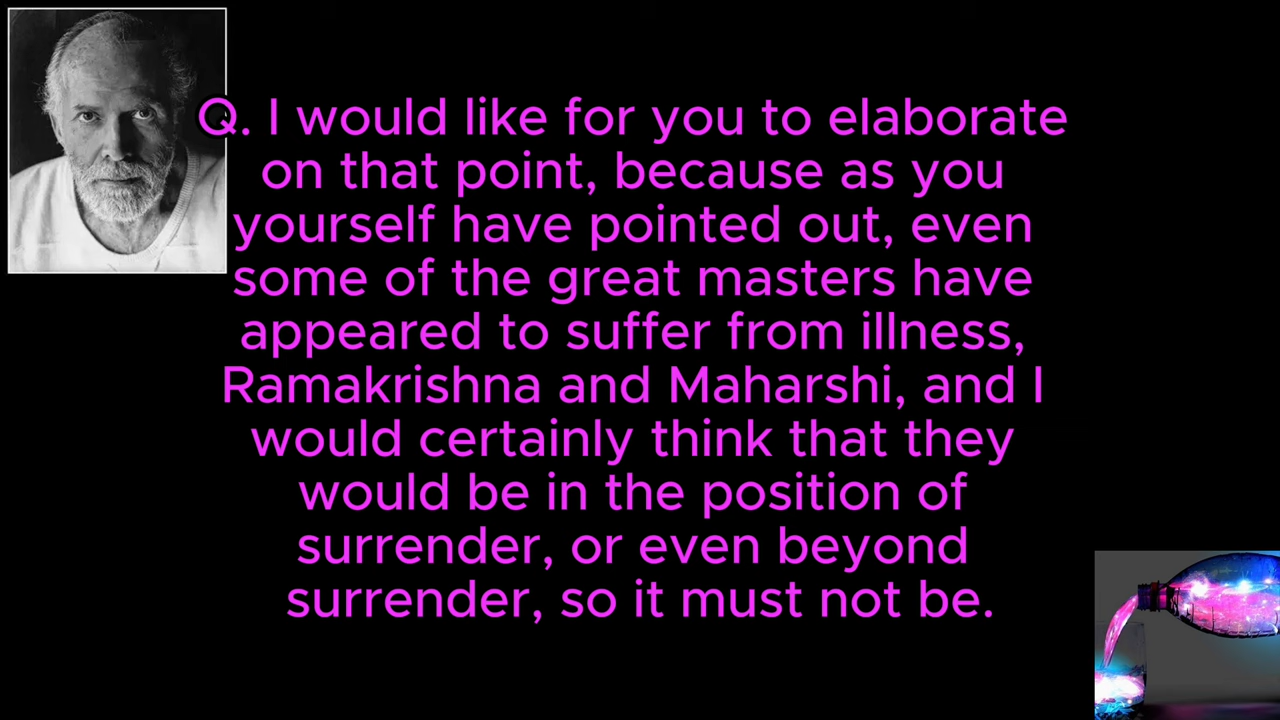 Q. I would like for you to elaborate
on that point, because as you
yourself have pointed out, even
some of the great masters have
appeared to suffer from illness,
Ramakrishna and Maharshi, and I
would certainly think that they
would be in the position of
surrender, or even beyond
surrender, so it must not be.